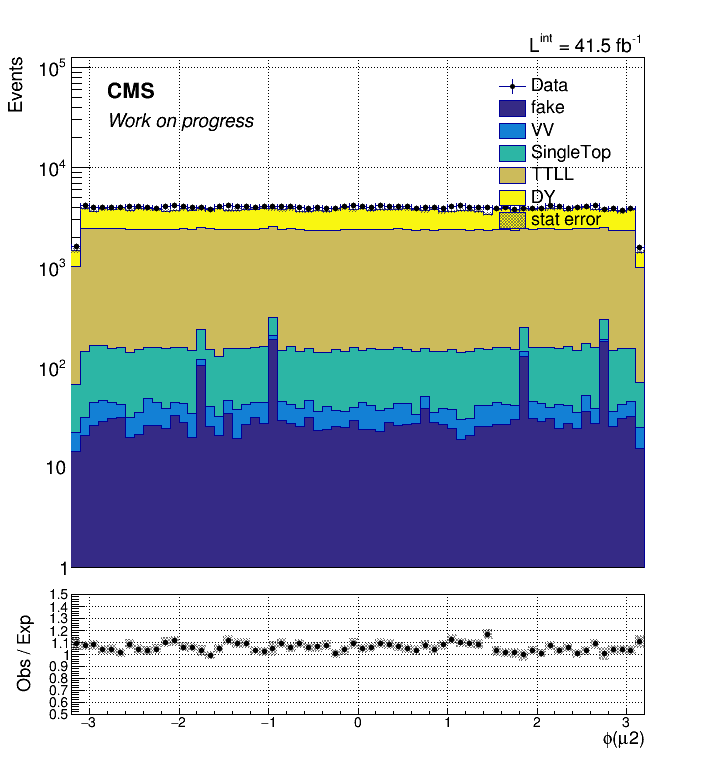 L^int = 41.5 fb^-1
Events
10^5
10^4
10^3
10^2
10
1
CMS
Work on progress
Data
fake
VV
SingleTop
TTLL
DY
stat error
Obs / Exp
1.5
1.4
1.3
1.2
1.1
1
0.9
0.8
0.7
0.6
0.5
−3 −2 −1 0 1 2 3
ϕ(μ2)